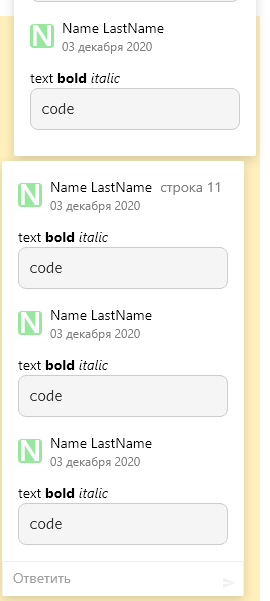 N Name LastName
03 декабря 2020
text bold italic
code
N Name LastName строка 11
03 декабря 2020
text bold italic
code
N Name LastName
03 декабря 2020
text bold italic
code
N Name LastName
03 декабря 2020
text bold italic
code
Ответить